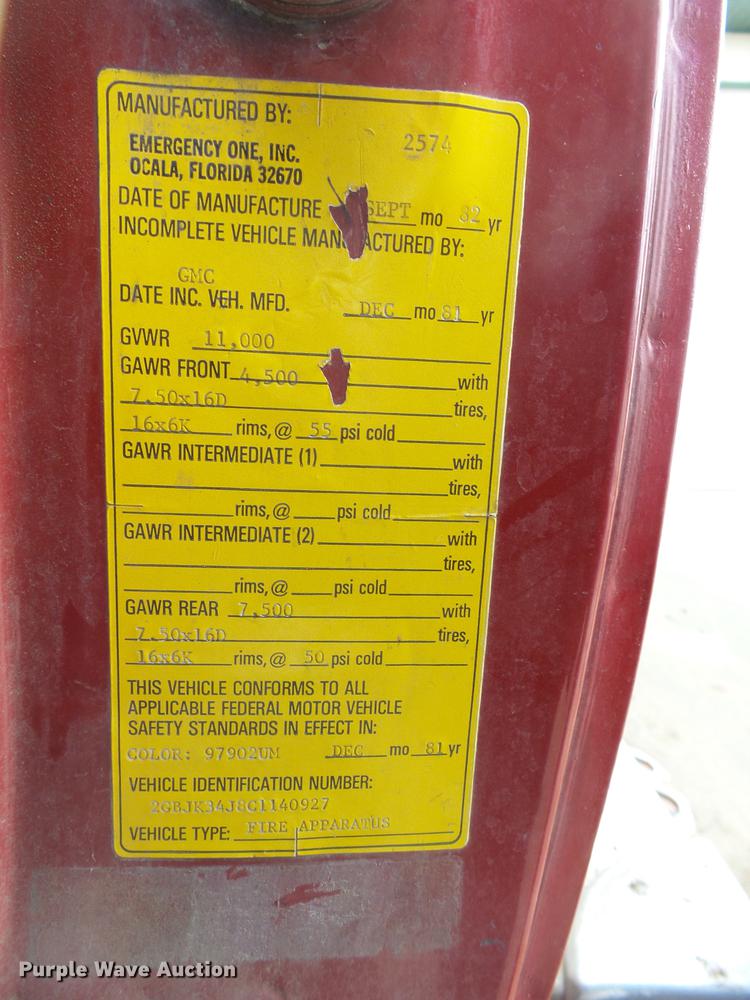 MANUFACTURED BY:
2574
EMERGENCY ONE, INC.
OCALA, FLORIDA 32670
DATE OF MANUFACTURE SEPT mo 82 yr
INCOMPLETE VEHICLE MANUFACTURED BY:
GMC
DATE INC. VEH. MFD. DEC mo 81 yr
GVWR 11,000
GAWR FRONT 4,500 with
7.50x16D tires,
16x6K rims, @ 55 psi cold
GAWR INTERMEDIATE (1) with
tires,
rims, @ psi cold
GAWR INTERMEDIATE (2) with
tires,
rims, @ psi cold
GAWR REAR 7,500 with
7.50x16D tires,
16x6K rims, @ 50 psi cold
THIS VEHICLE CONFORMS TO ALL
APPLICABLE FEDERAL MOTOR VEHICLE
SAFETY STANDARDS IN EFFECT IN:
COLOR: 97902UM DEC mo 81 yr
VEHICLE IDENTIFICATION NUMBER:
2GBJK34J8C1140927
VEHICLE TYPE: FIRE APPARATUS
Purple Wave Auction